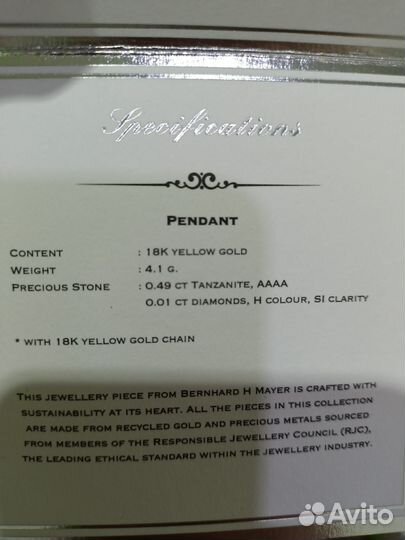 Specifications
PENDANT
CONTENT : 18K YELLOW GOLD
WEIGHT : 4.1 G.
PRECIOUS STONE : 0.49 CT TANZANITE, AAAA
0.01 CT DIAMONDS, H COLOUR, SI CLARITY
* WITH 18K YELLOW GOLD CHAIN
THIS JEWELLERY PIECE FROM BERNHARD H MAYER IS CRAFTED WITH
SUSTAINABILITY AT ITS HEART. ALL THE PIECES IN THIS COLLECTION
ARE MADE FROM RECYCLED GOLD AND PRECIOUS METALS SOURCED
FROM MEMBERS OF THE RESPONSIBLE JEWELLERY COUNCIL (RJC),
THE LEADING ETHICAL STANDARD WITHIN THE JEWELLERY INDUSTRY.
Avito